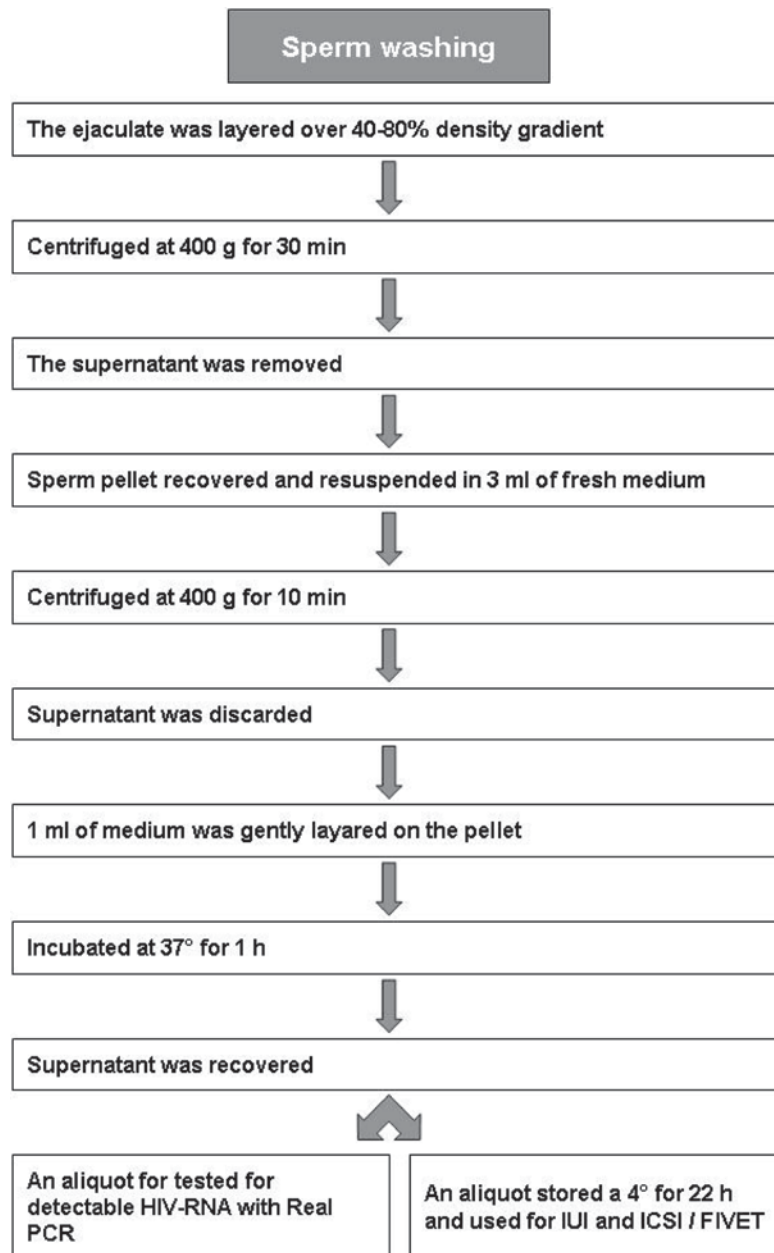 Sperm washing
The ejaculate was layered over 40-80% density gradient
Centrifuged at 400 g for 30 min
The supernatant was removed
Sperm pellet recovered and resuspended in 3 ml of fresh medium
Centrifuged at 400 g for 10 min
Supernatant was discarded
1 ml of medium was gently layared on the pellet
Incubated at 37° for 1 h
Supernatant was recovered
An aliquot for tested for
detectable HIV-RNA with Real
PCR
An aliquot stored a 4° for 22 h
and used for IUI and ICSI / FIVET